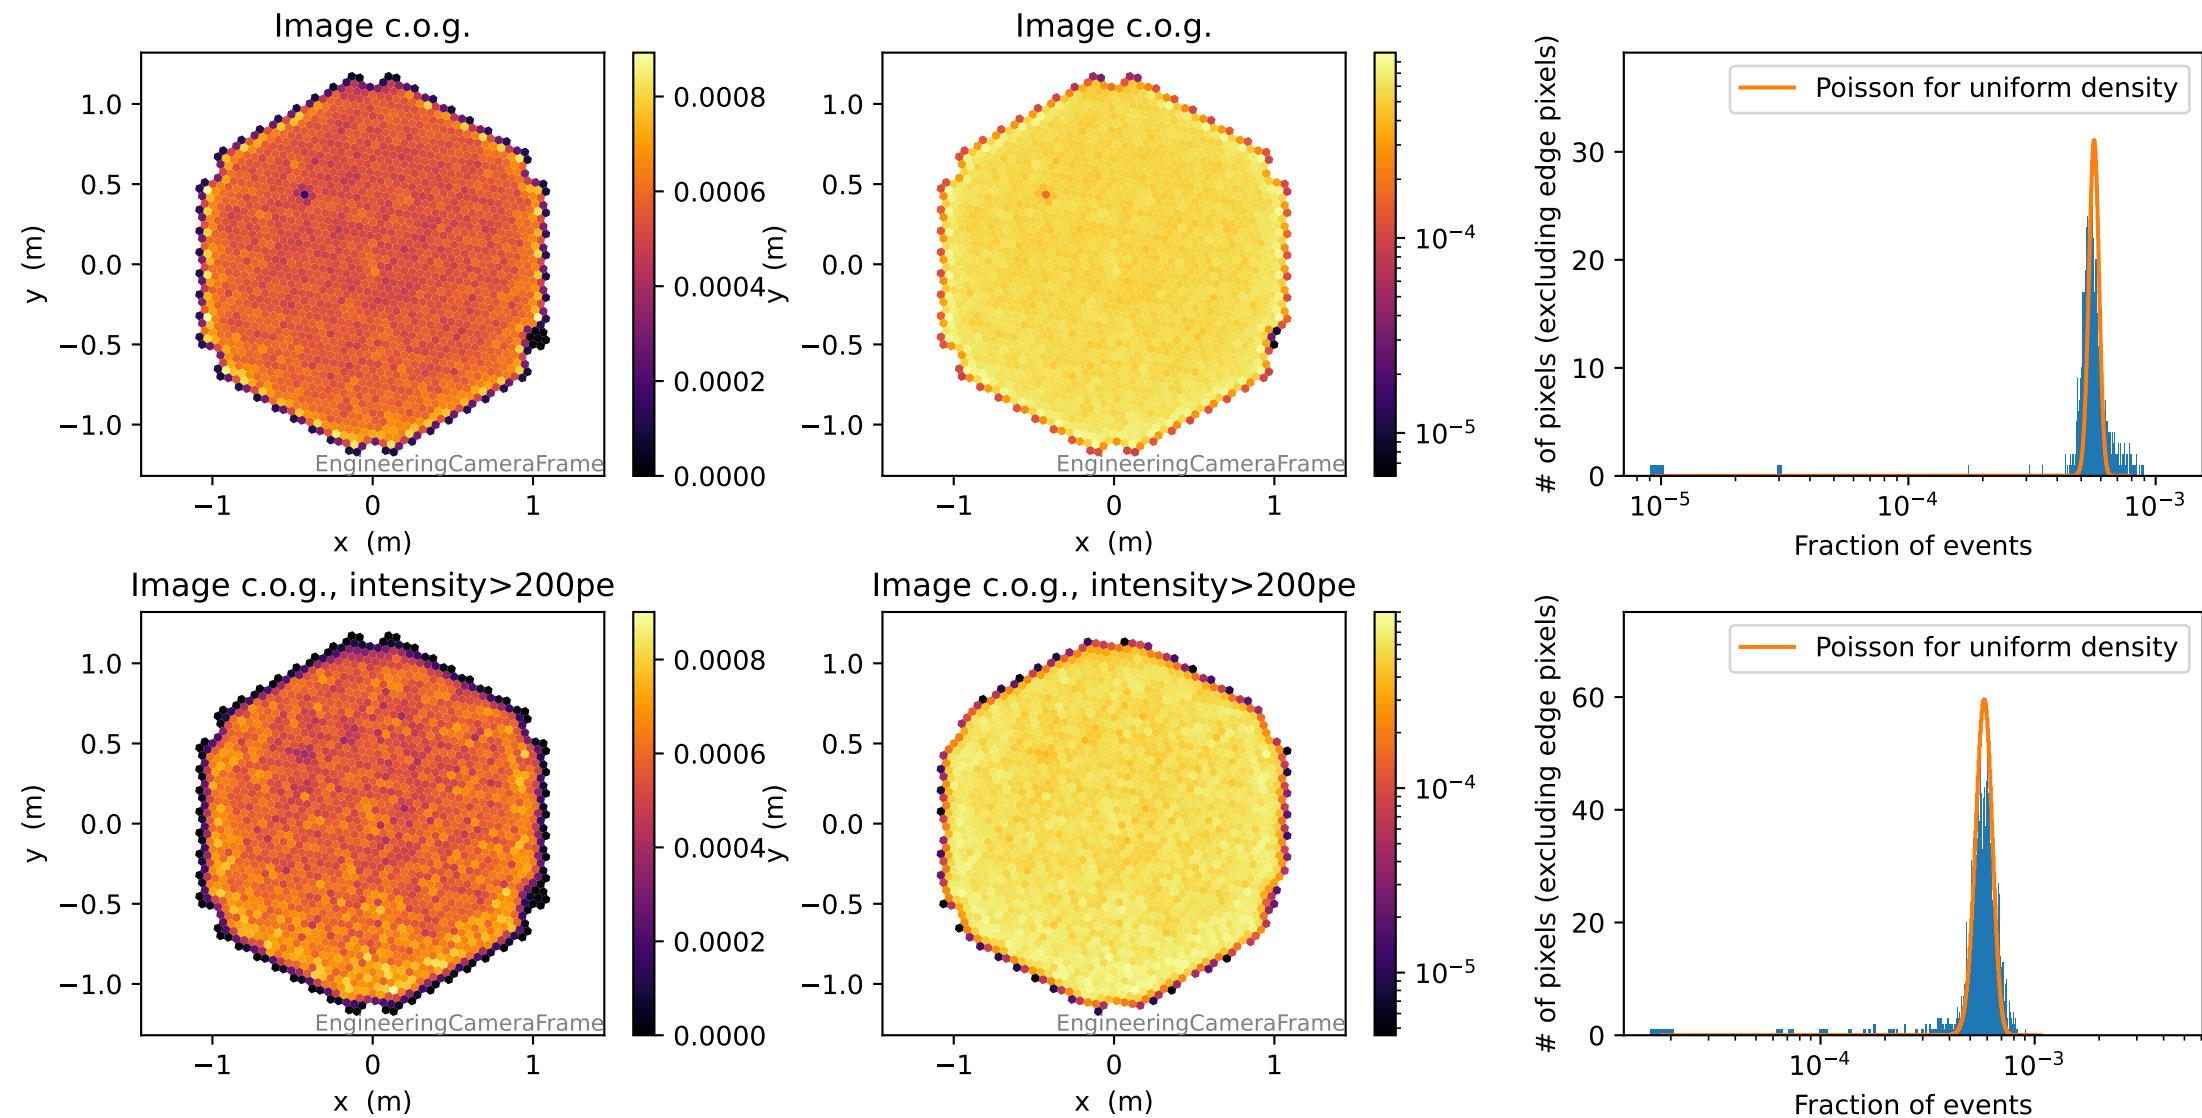 Image c.o.g.
1.0
0.5
0.0
−0.5
−1.0
y (m)
−1
0
1
x (m)
EngineeringCameraFrame
0.0008
0.0006
0.0004
0.0002
0.0000
Image c.o.g.
1.0
0.5
0.0
−0.5
−1.0
y (m)
−1
0
1
x (m)
EngineeringCameraFrame
10⁻⁴
10⁻⁵
# of pixels (excluding edge pixels)
30
20
10
0
Poisson for uniform density
10⁻⁵
10⁻⁴
10⁻³
Fraction of events
Image c.o.g., intensity>200pe
1.0
0.5
0.0
−0.5
−1.0
y (m)
−1
0
1
x (m)
EngineeringCameraFrame
0.0008
0.0006
0.0004
0.0002
0.0000
Image c.o.g., intensity>200pe
1.0
0.5
0.0
−0.5
−1.0
y (m)
−1
0
1
x (m)
EngineeringCameraFrame
10⁻⁴
10⁻⁵
# of pixels (excluding edge pixels)
60
40
20
0
Poisson for uniform density
10⁻⁴
10⁻³
Fraction of events